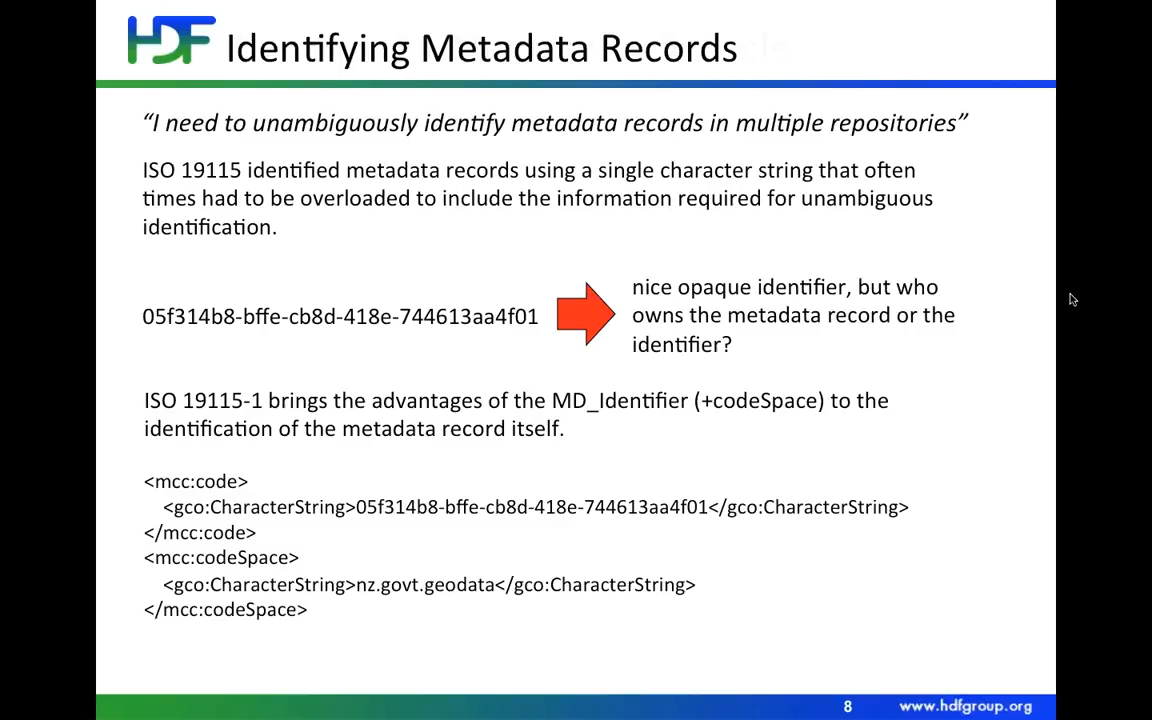 HDF Identifying Metadata Records
“I need to unambiguously identify metadata records in multiple repositories”
ISO 19115 identified metadata records using a single character string that often
times had to be overloaded to include the information required for unambiguous
identification.
05f314b8-bffe-cb8d-418e-744613aa4f01
nice opaque identifier, but who
owns the metadata record or the
identifier?
ISO 19115-1 brings the advantages of the MD_Identifier (+codeSpace) to the
identification of the metadata record itself.
<mcc:code>
<gco:CharacterString>05f314b8-bffe-cb8d-418e-744613aa4f01</gco:CharacterString>
</mcc:code>
<mcc:codeSpace>
<gco:CharacterString>nz.govt.geodata</gco:CharacterString>
</mcc:codeSpace>
8 www.hdfgroup.org